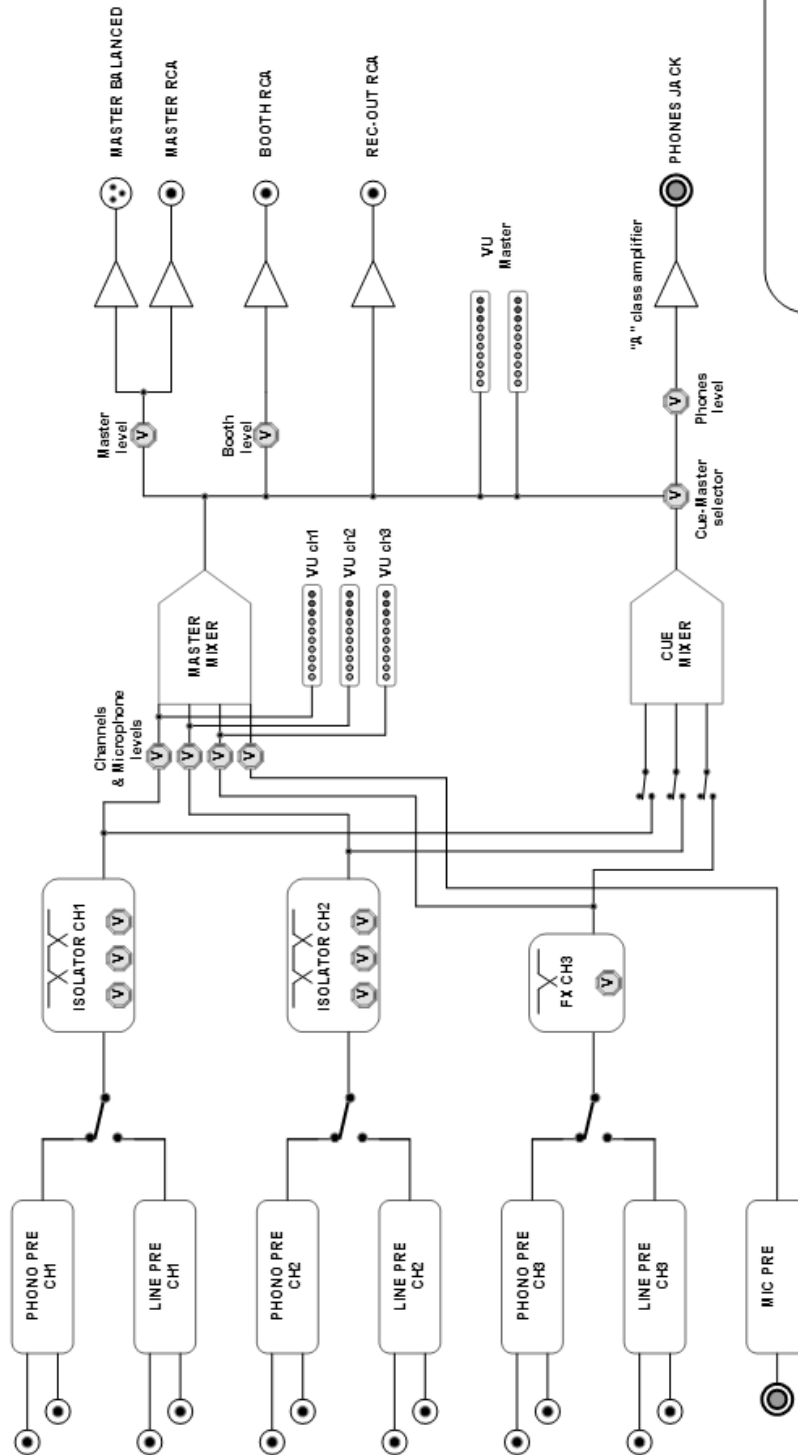 PHONO PRE
CH1
LINE PRE
CH1
PHONO PRE
CH2
LINE PRE
CH2
PHONO PRE
CH3
LINE PRE
CH3
MIC PRE
ISOLATOR CH1
V
V
V
ISOLATOR CH2
V
V
V
FX CH3
V
Channels
& Microphone
levels
V
V
V
V
MASTER
MIXER
VU ch1
VU ch2
VU ch3
CUE
MIXER
Master
level
V
Booth
level
V
Cue-Master
selector
V
Phones
level
V
VU
Master
"A" class amplifier
MASTER BALANCED
MASTER RCA
BOOTH RCA
REC-OUT RCA
PHONES JACK